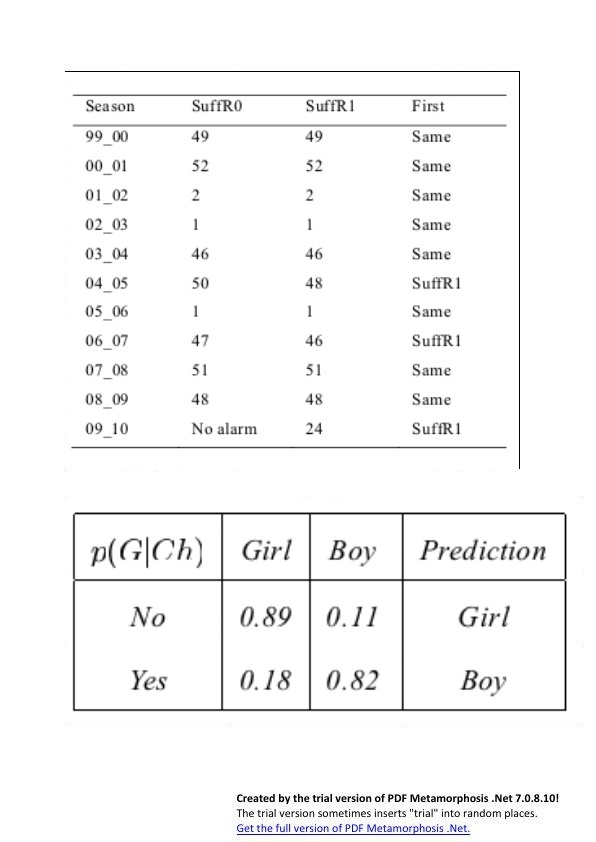 Season SuffR0 SuffR1 First
99_00 49 49 Same
00_01 52 52 Same
01_02 2 2 Same
02_03 1 1 Same
03_04 46 46 Same
04_05 50 48 SuffR1
05_06 1 1 Same
06_07 47 46 SuffR1
07_08 51 51 Same
08_09 48 48 Same
09_10 No alarm 24 SuffR1
p(G|Ch) Girl Boy Prediction
No 0.89 0.11 Girl
Yes 0.18 0.82 Boy
Created by the trial version of PDF Metamorphosis .Net 7.0.8.10!
The trial version sometimes inserts "trial" into random places.
Get the full version of PDF Metamorphosis .Net.